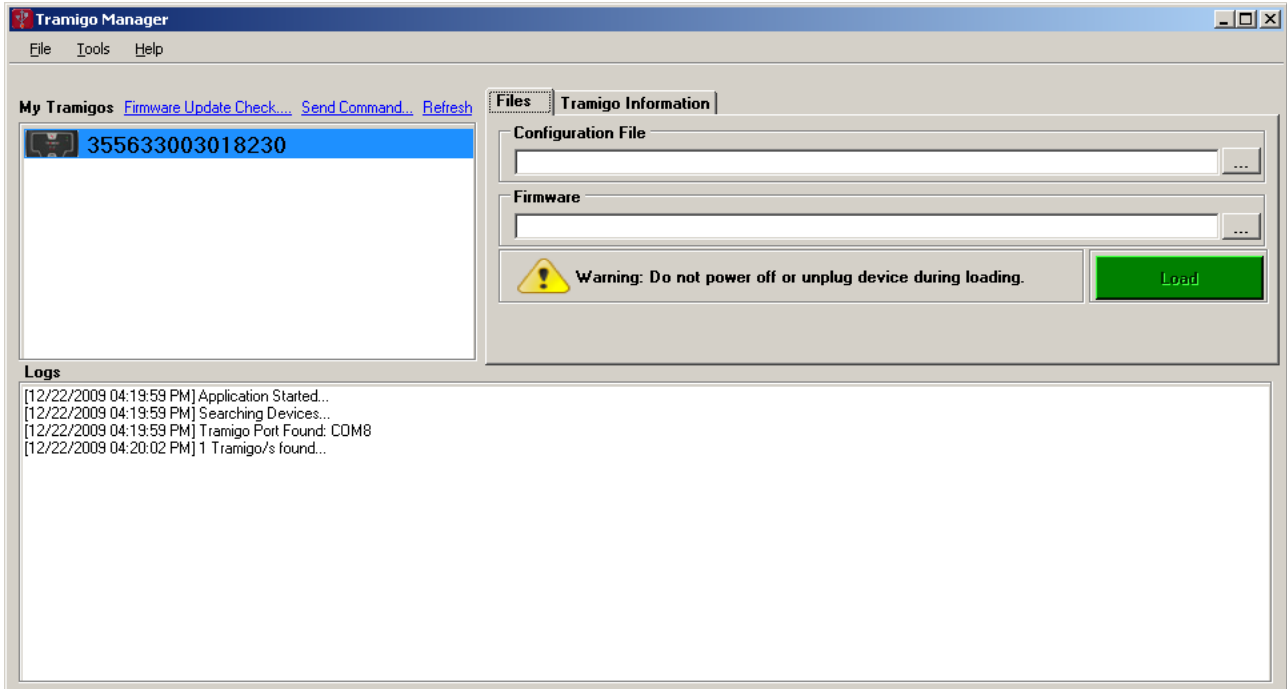 Tramigo Manager
File Tools Help
My Tramigos Firmware Update Check.... Send Command... Refresh
355633003018230
Files Tramigo Information
Configuration File
...
Firmware
...
Warning: Do not power off or unplug device during loading.
Load
Logs
[12/22/2009 04:19:59 PM] Application Started...
[12/22/2009 04:19:59 PM] Searching Devices...
[12/22/2009 04:19:59 PM] Tramigo Port Found: COM8
[12/22/2009 04:20:02 PM] 1 Tramigo/s found...